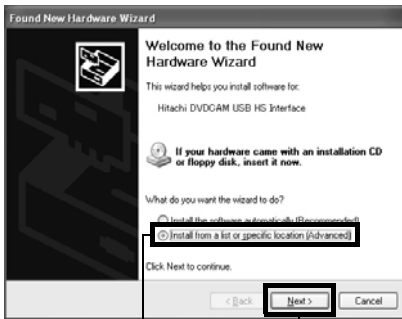 Found New Hardware Wizard
Welcome to the Found New
Hardware Wizard
This wizard helps you install software for:
Hitachi DVDCAM USB HS Interface
If your hardware came with an installation CD
or floppy disk, insert it now.
What do you want the wizard to do?
Install the software automatically (Recommended)
Install from a list or specific location (Advanced)
Click Next to continue.
< Back
Next >
Cancel